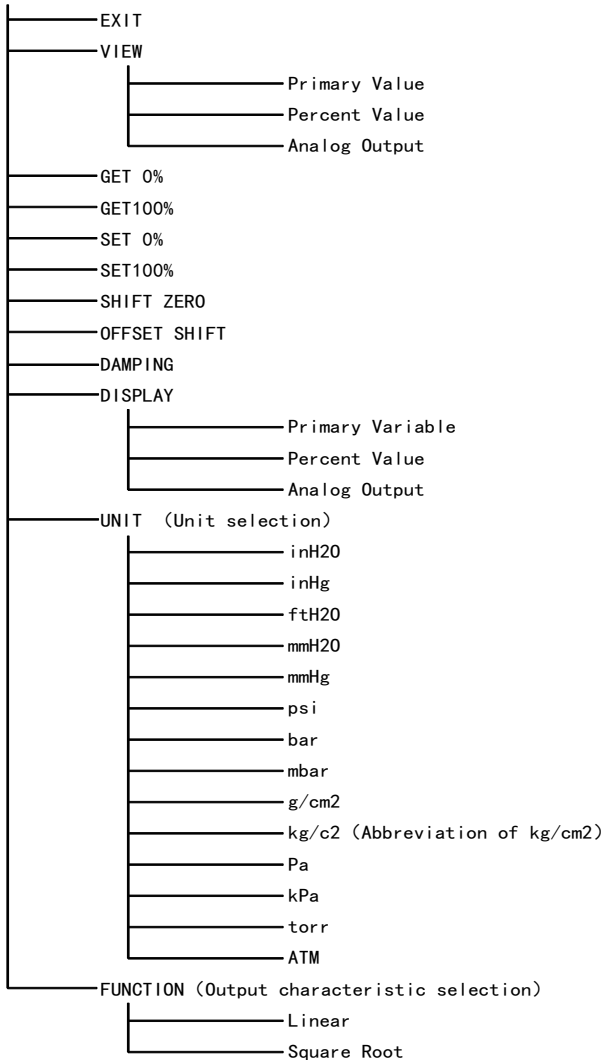 EXIT
VIEW
Primary Value
Percent Value
Analog Output
GET 0%
GET100%
SET 0%
SET100%
SHIFT ZERO
OFFSET SHIFT
DAMPING
DISPLAY
Primary Variable
Percent Value
Analog Output
UNIT (Unit selection)
inH2O
inHg
ftH2O
mmH2O
mmHg
psi
bar
mbar
g/cm2
kg/c2 (Abbreviation of kg/cm2)
Pa
kPa
torr
ATM
FUNCTION (Output characteristic selection)
Linear
Square Root